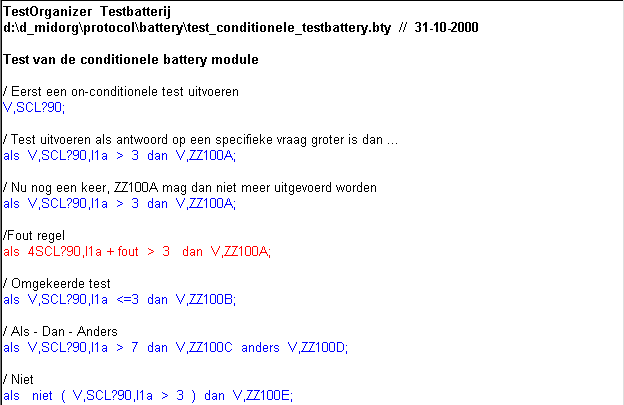 TestOrganizer Testbatterij
d:\d_midorg\protocol\battery\test_conditionele_testbattery.bty // 31-10-2000
Test van de conditionele battery module
/ Eerst een on-conditionele test uitvoeren
V,SCL?90;
/ Test uitvoeren als antwoord op een specifieke vraag groter is dan ...
als V,SCL?90,I1a > 3 dan V,ZZ100A;
/ Nu nog een keer, ZZ100A mag dan niet meer uitgevoerd worden
als V,SCL?90,I1a > 3 dan V,ZZ100A;
/Fout regel
als 4SCL?90,I1a + fout > 3 dan V,ZZ100A;
/ Omgekeerde test
als V,SCL?90,I1a <=3 dan V,ZZ100B;
/ Als - Dan - Anders
als V,SCL?90,I1a > 7 dan V,ZZ100C anders V,ZZ100D;
/ Niet
als niet ( V,SCL?90,I1a > 3 ) dan V,ZZ100E;